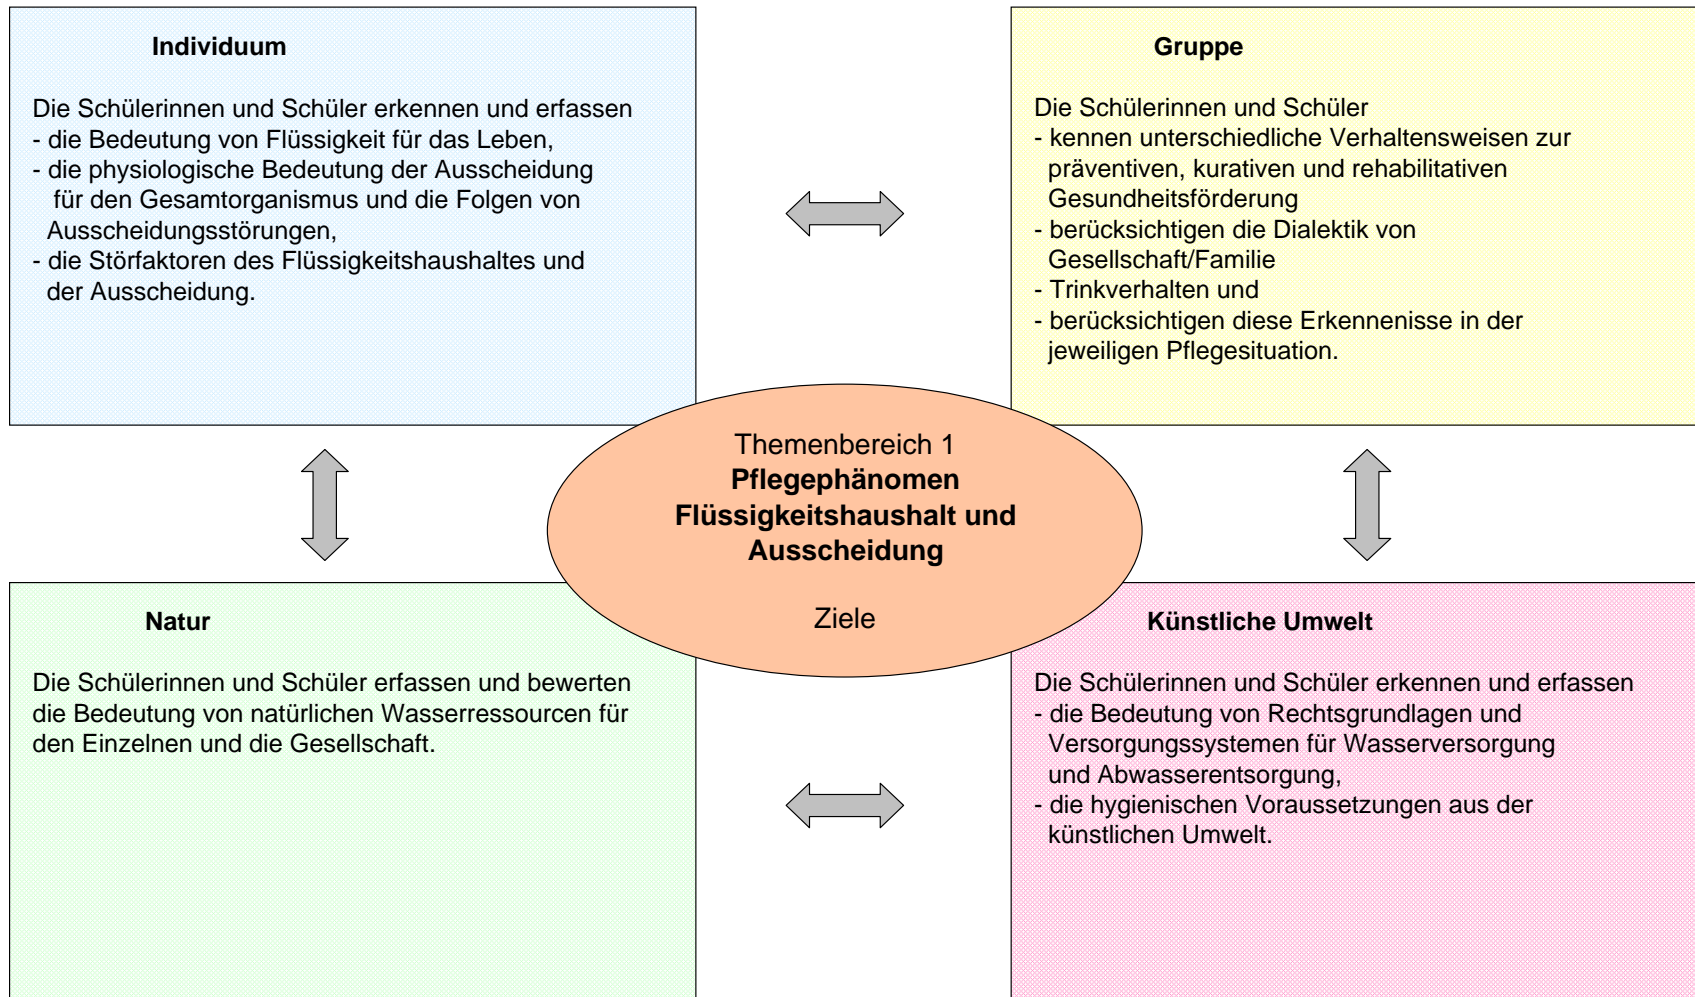 Individuum
Die Schülerinnen und Schüler erkennen und erfassen
- die Bedeutung von Flüssigkeit für das Leben,
- die physiologische Bedeutung der Ausscheidung
für den Gesamtorganismus und die Folgen von
Ausscheidungsstörungen,
- die Störfaktoren des Flüssigkeitshaushaltes und
der Ausscheidung.
Gruppe
Die Schülerinnen und Schüler
- kennen unterschiedliche Verhaltensweisen zur
präventiven, kurativen und rehabilitativen
Gesundheitsförderung
- berücksichtigen die Dialektik von
Gesellschaft/Familie
- Trinkverhalten und
- berücksichtigen diese Erkennenisse in der
jeweiligen Pflegesituation.
Themenbereich 1
Pflegephänomen
Flüssigkeitshaushalt und
Ausscheidung
Ziele
Natur
Die Schülerinnen und Schüler erfassen und bewerten
die Bedeutung von natürlichen Wasserressourcen für
den Einzelnen und die Gesellschaft.
Künstliche Umwelt
Die Schülerinnen und Schüler erkennen und erfassen
- die Bedeutung von Rechtsgrundlagen und
Versorgungssystemen für Wasserversorgung
und Abwasserentsorgung,
- die hygienischen Voraussetzungen aus der
künstlichen Umwelt.